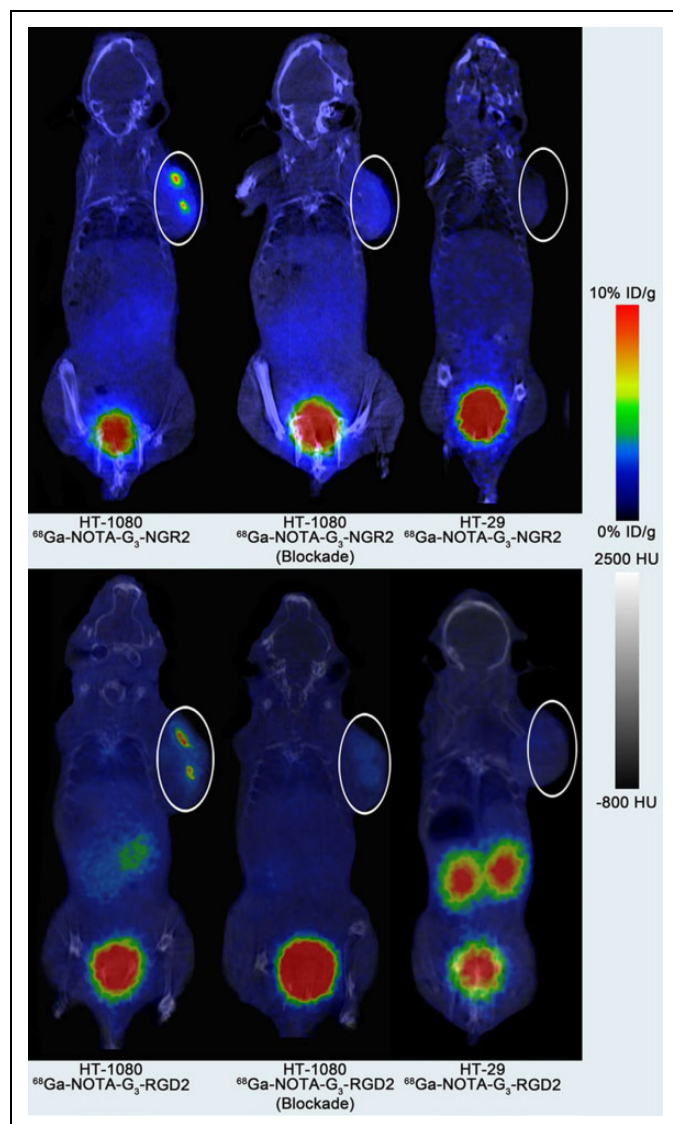 10% ID/g
0% ID/g
HT-1080
⁶⁸Ga-NOTA-G₃-NGR2
HT-1080
⁶⁸Ga-NOTA-G₃-NGR2
(Blockade)
HT-29
⁶⁸Ga-NOTA-G₃-NGR2
2500 HU
-800 HU
HT-1080
⁶⁸Ga-NOTA-G₃-RGD2
HT-1080
⁶⁸Ga-NOTA-G₃-RGD2
(Blockade)
HT-29
⁶⁸Ga-NOTA-G₃-RGD2